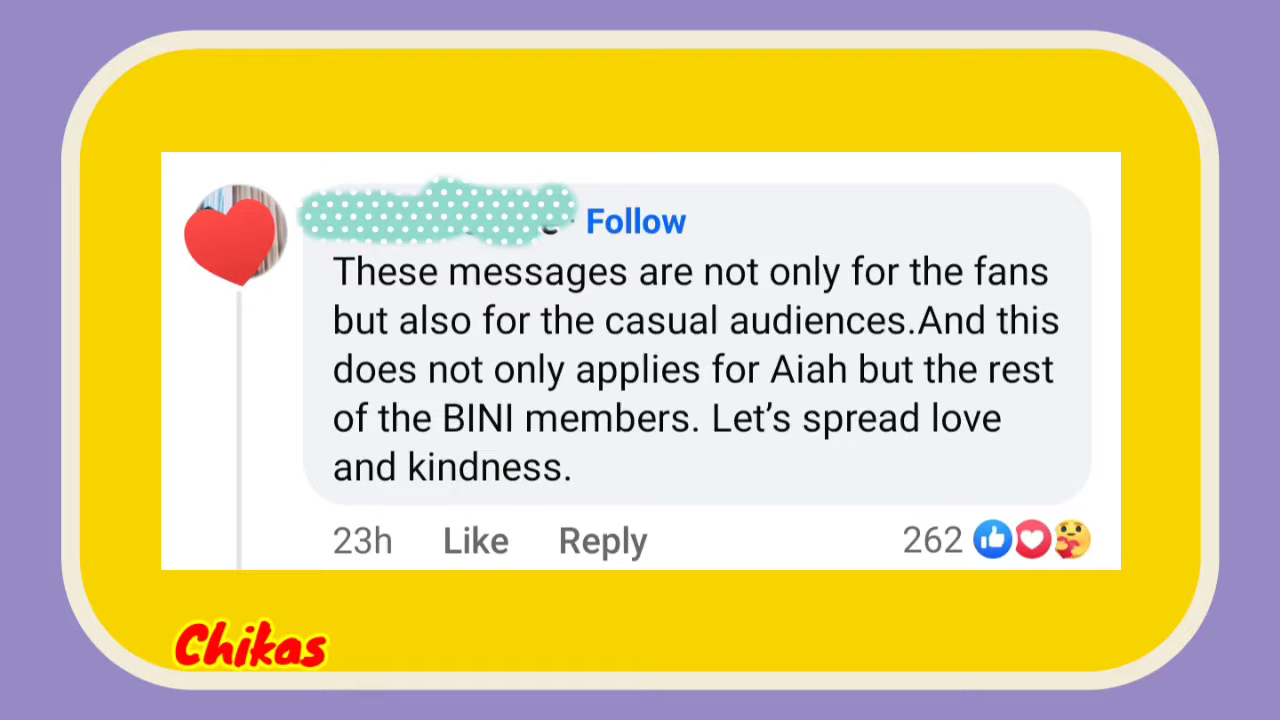 Follow
These messages are not only for the fans
but also for the casual audiences.And this
does not only applies for Aiah but the rest
of the BINI members. Let’s spread love
and kindness.
23h Like Reply 262
Chikas